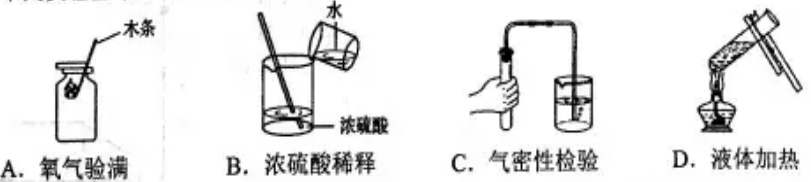 木条
水
浓硫酸
A. 氧气验满
B. 浓硫酸稀释
C. 气密性检验
D. 液体加热